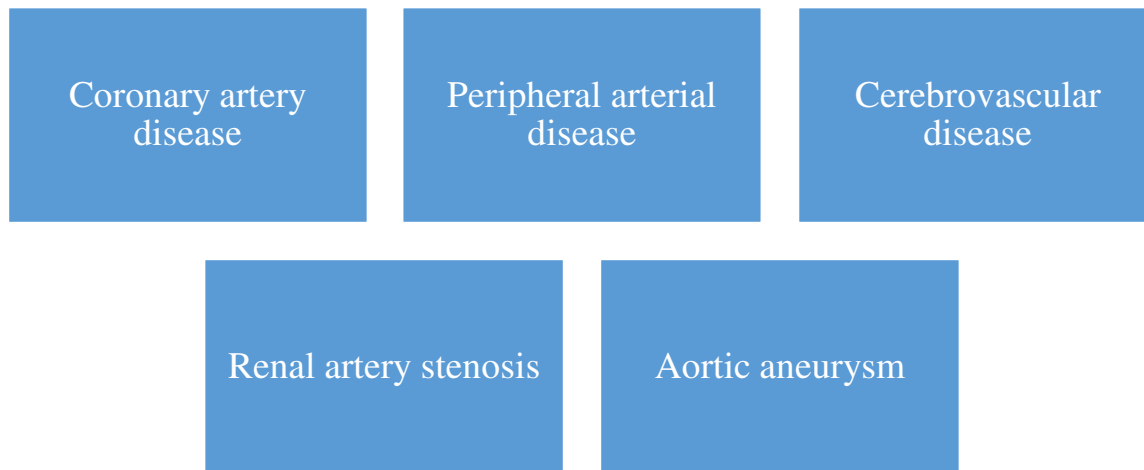 Coronary artery
disease
Peripheral arterial
disease
Cerebrovascular
disease
Renal artery stenosis
Aortic aneurysm